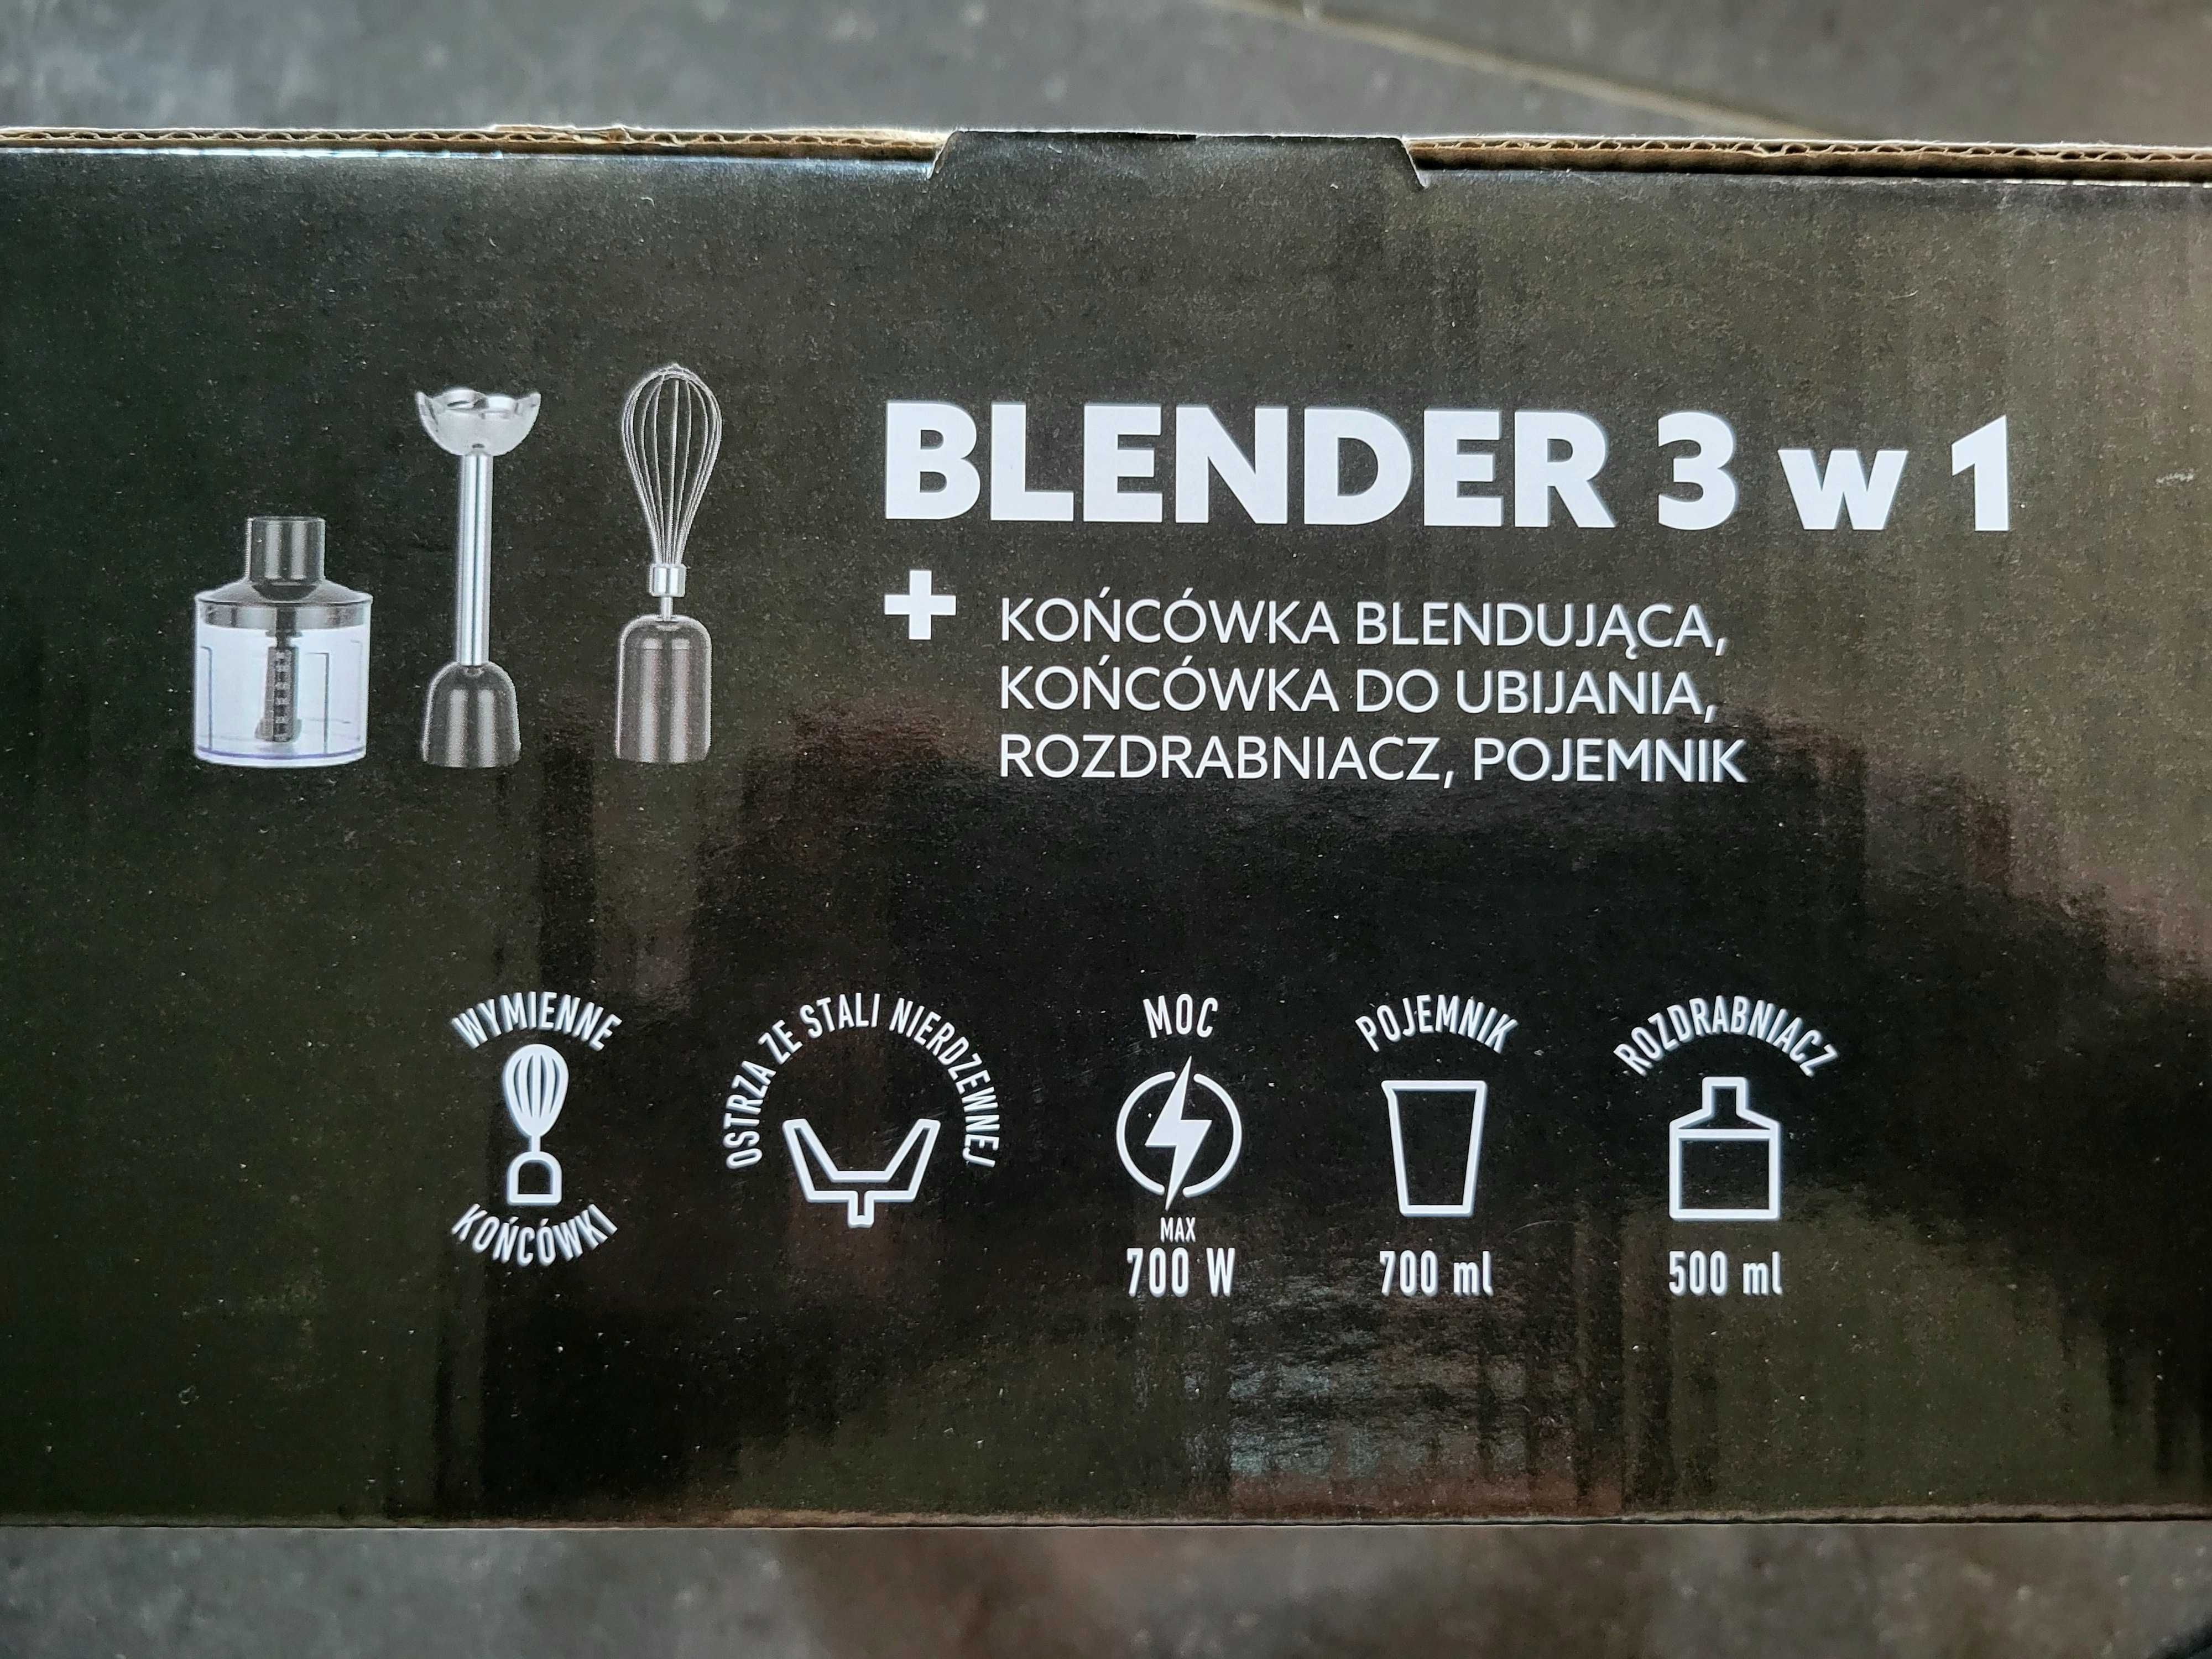 BLENDER 3 w 1
+ KOŃCÓWKA BLENDUJĄCA,
KOŃCÓWKA DO UBIJANIA,
ROZDRABNIACZ, POJEMNIK
WYMIENNE
KOŃCÓWKI
OSTRZA ZE STALI NIERDZEWNEJ
MOC
MAX
700 W
POJEMNIK
700 ml
ROZDRABNIACZ
500 ml